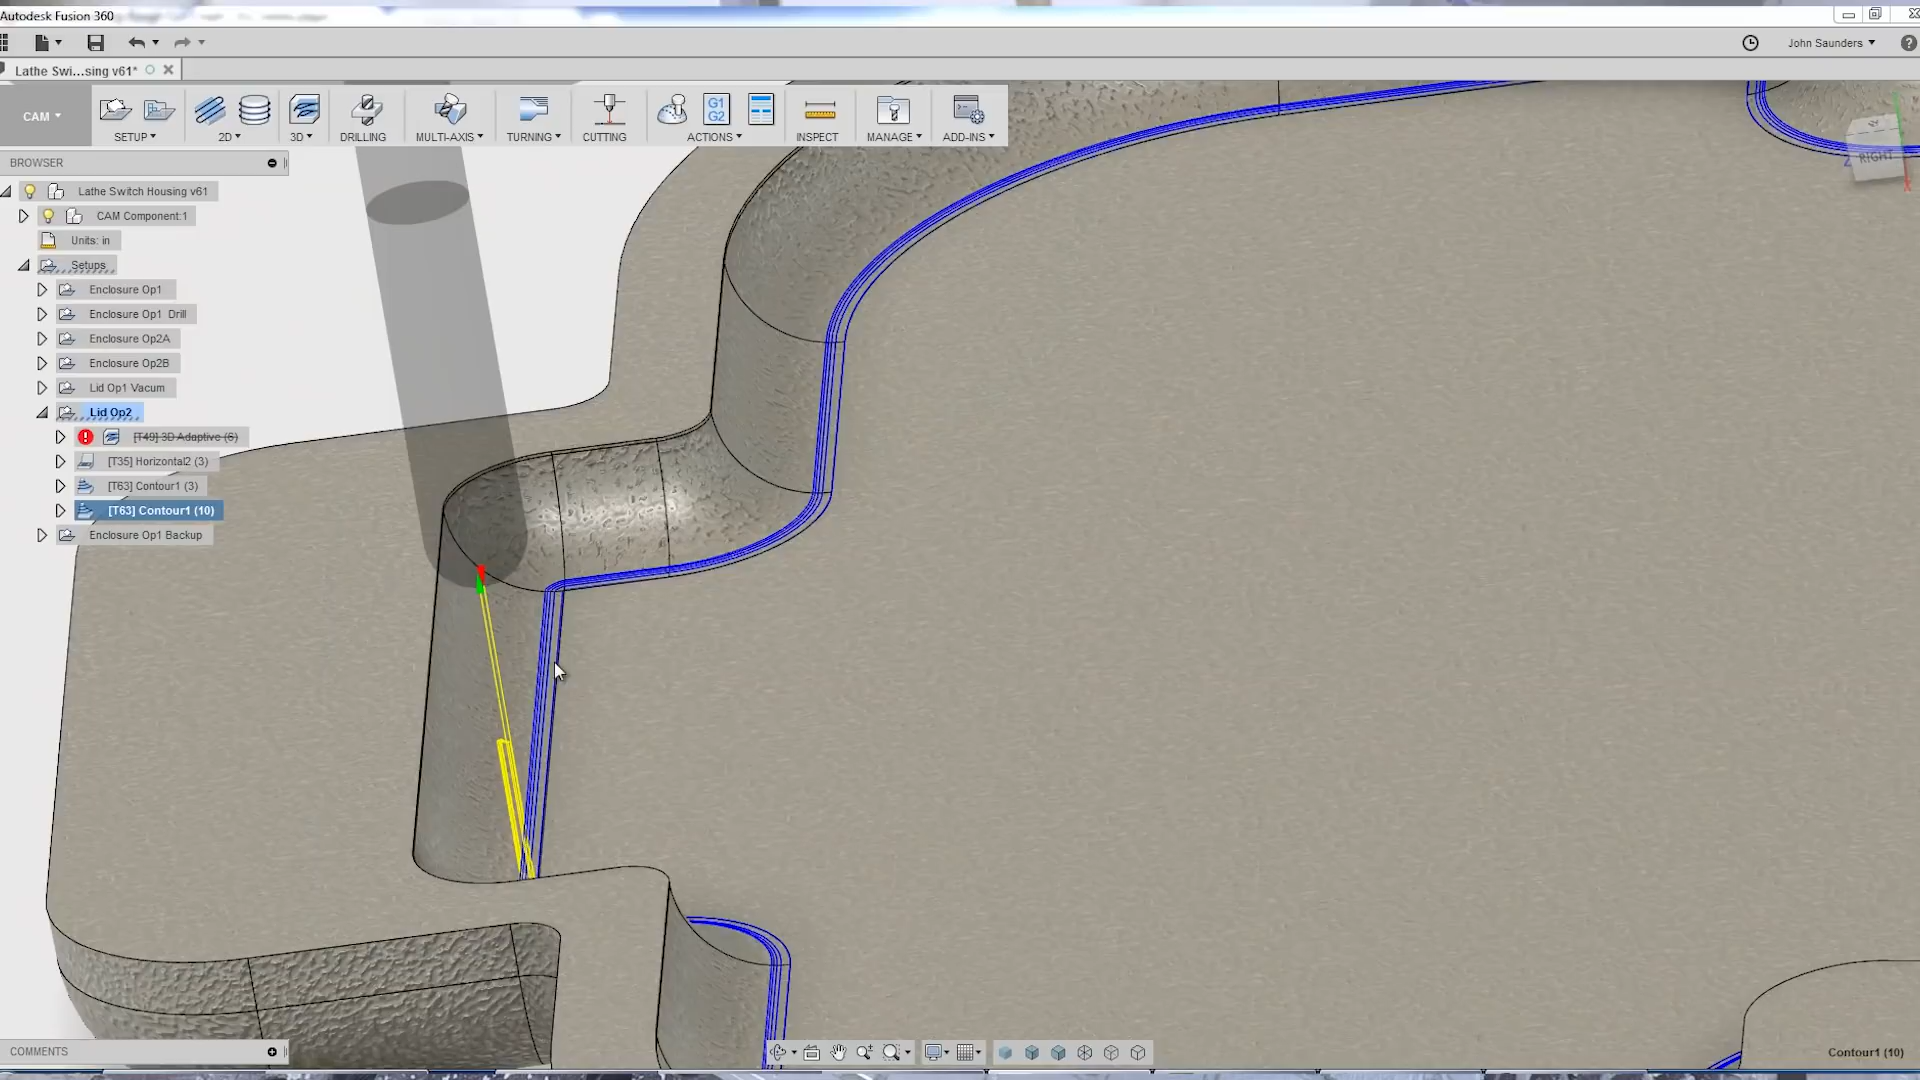 Autodesk Fusion 360
John Saunders
Lathe Swi...sing v61*
CAM
SETUP
2D
3D
DRILLING
MULTI-AXIS
TURNING
CUTTING
G1
G2
ACTIONS
INSPECT
MANAGE
ADD-INS
BROWSER
Lathe Switch Housing v61
CAM Component:1
Units: in
Setups
Enclosure Op1
Enclosure Op1 Drill
Enclosure Op2A
Enclosure Op2B
Lid Op1 Vacum
Lid Op2
[T49] 3D Adaptive (6)
[T35] Horizontal2 (3)
[T63] Contour1 (3)
[T63] Contour1 (10)
Enclosure Op1 Backup
RIGHT
Z
X
COMMENTS
Contour1 (10)